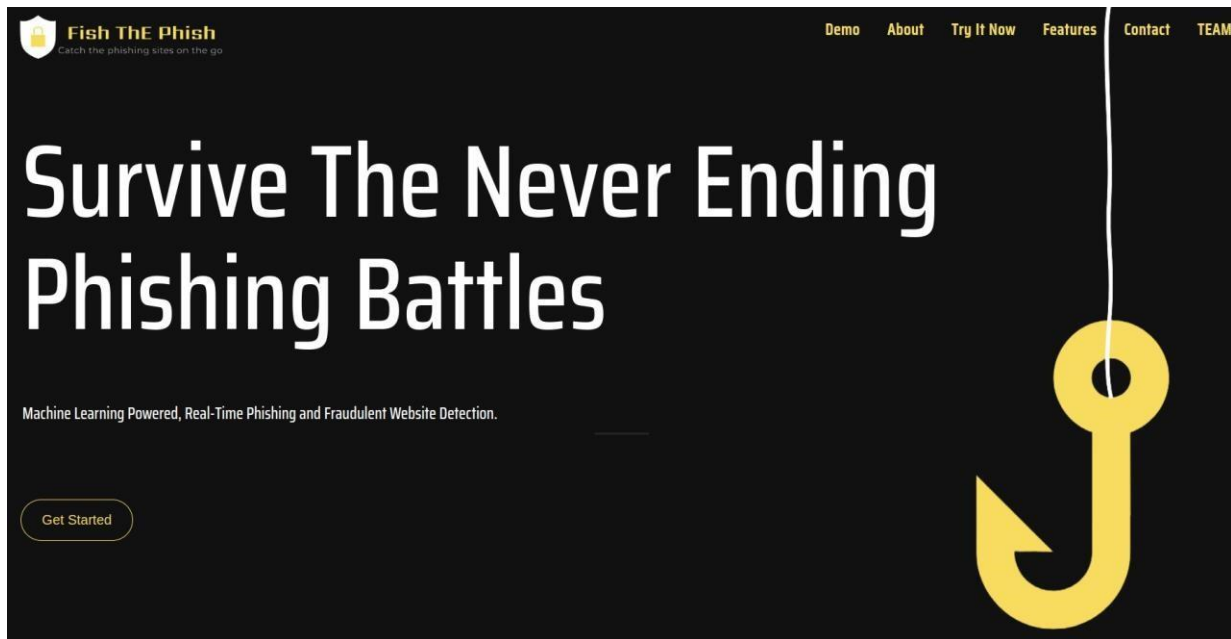 Fish ThE Phish
Catch the phishing sites on the go
Demo About Try It Now Features Contact TEAM
Survive The Never Ending
Phishing Battles
Machine Learning Powered, Real-Time Phishing and Fraudulent Website Detection.
Get Started